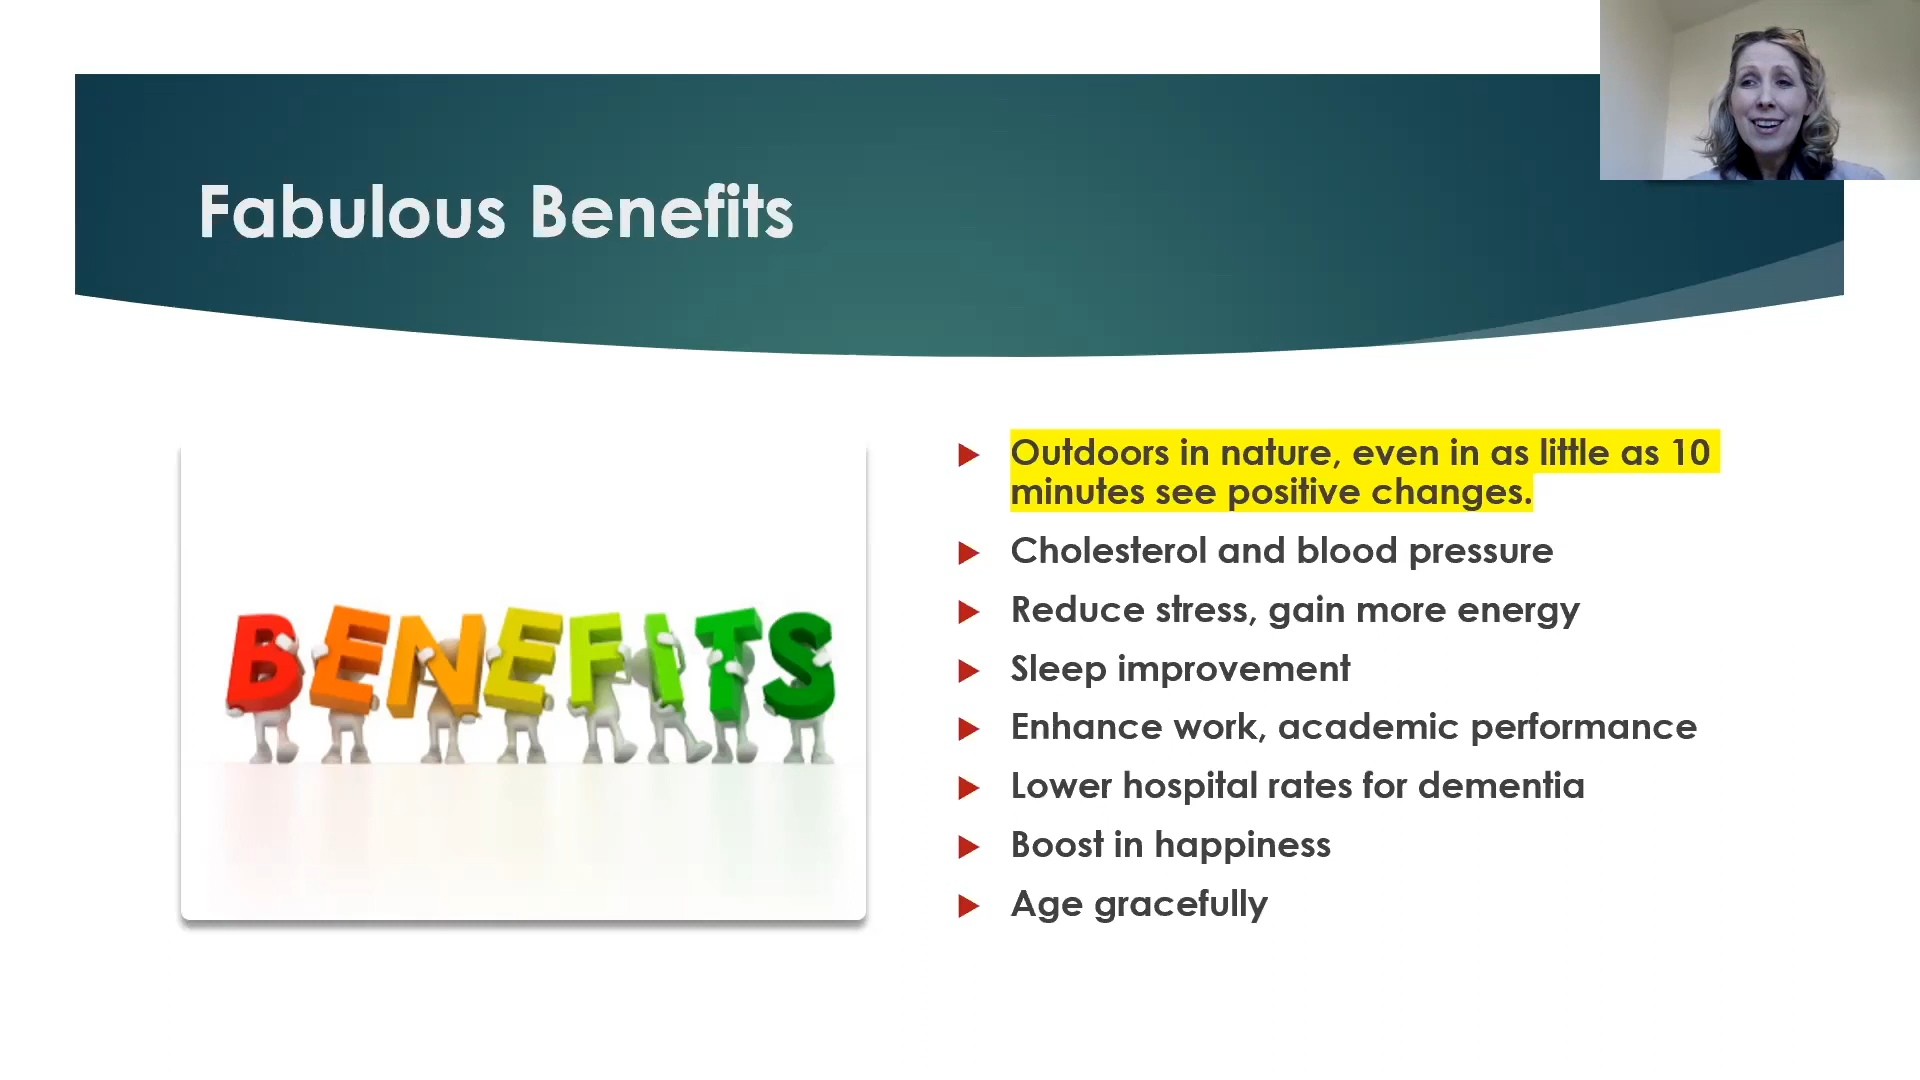 Fabulous Benefits
BENEFITS
Outdoors in nature, even in as little as 10
minutes see positive changes.
Cholesterol and blood pressure
Reduce stress, gain more energy
Sleep improvement
Enhance work, academic performance
Lower hospital rates for dementia
Boost in happiness
Age gracefully